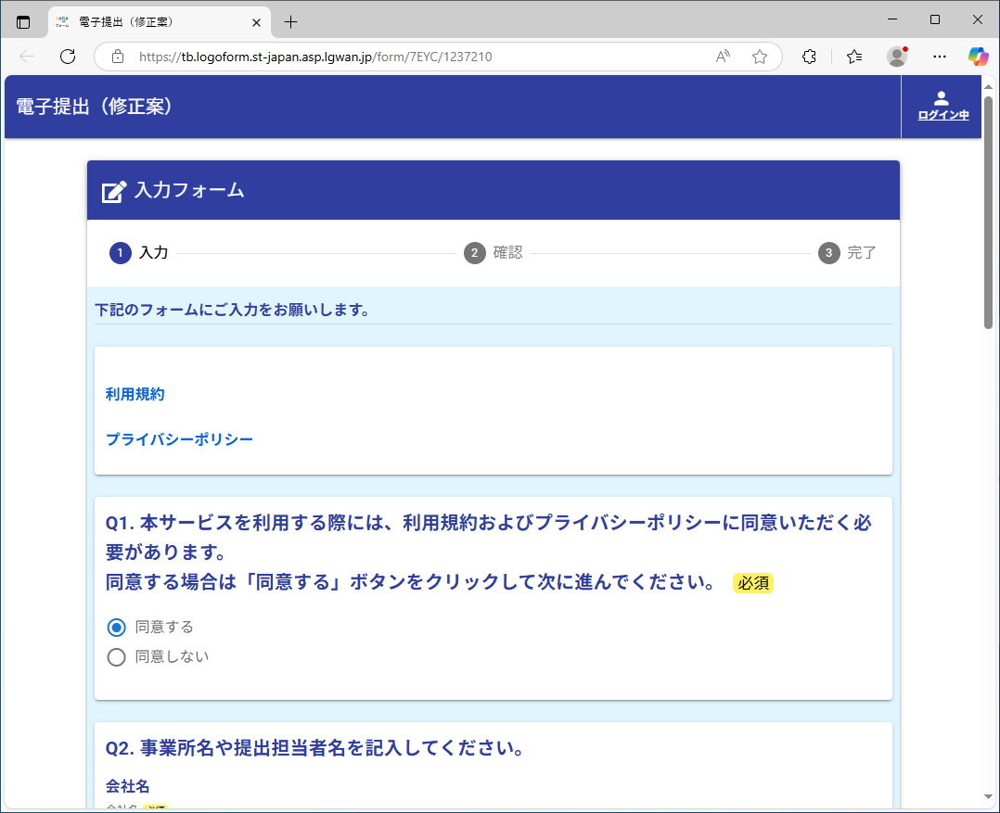 電子提出（修正案）
https://tb.logoform.st-japan.asp.lgwan.jp/form/7EYC/1237210
電子提出（修正案）
ログイン中
入力フォーム
1 入力
2 確認
3 完了
下記のフォームにご入力をお願いします。
利用規約
プライバシーポリシー
Q1. 本サービスを利用する際には、利用規約およびプライバシーポリシーに同意いただく必
要があります。
同意する場合は「同意する」ボタンをクリックして次に進んでください。 必須
同意する
同意しない
Q2. 事業所名や提出担当者名を記入してください。
会社名
会社名 必須